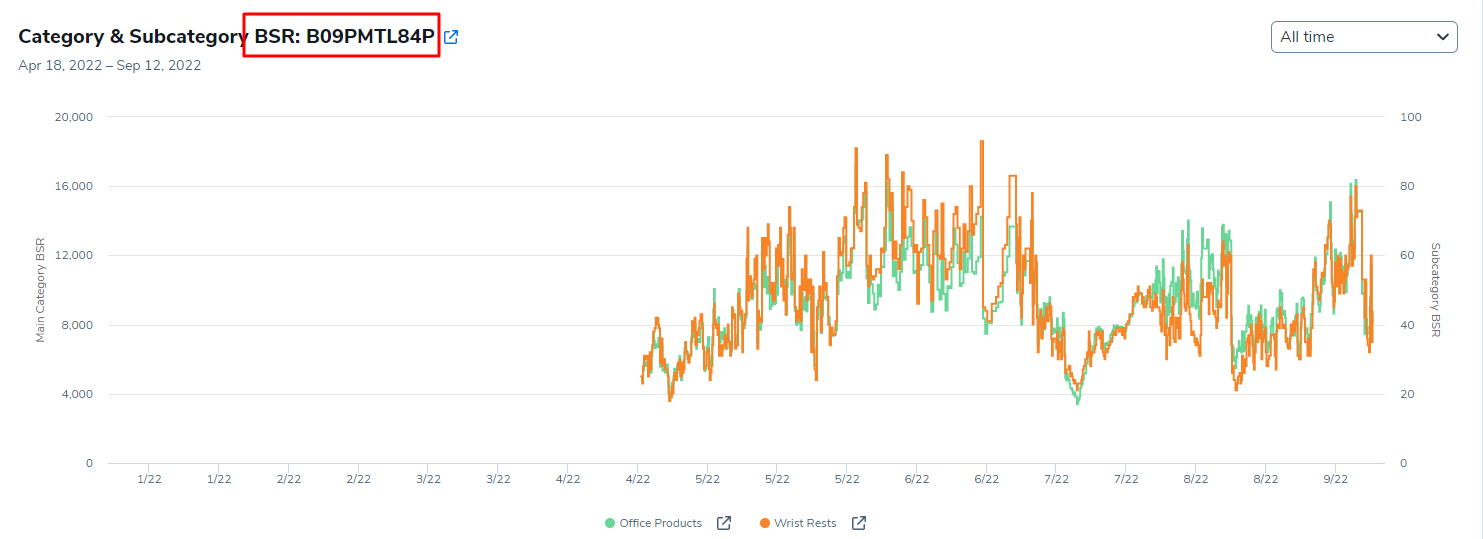 Category & Subcategory BSR: B09PMTL84P
All time
Apr 18, 2022 – Sep 12, 2022
20,000
16,000
12,000
8,000
4,000
0
Main Category BSR
100
80
60
40
20
0
Subcategory BSR
1/22 1/22 2/22 2/22 3/22 3/22 4/22 4/22 5/22 5/22 5/22 6/22 6/22 7/22 7/22 8/22 8/22 9/22
Office Products Wrist Rests